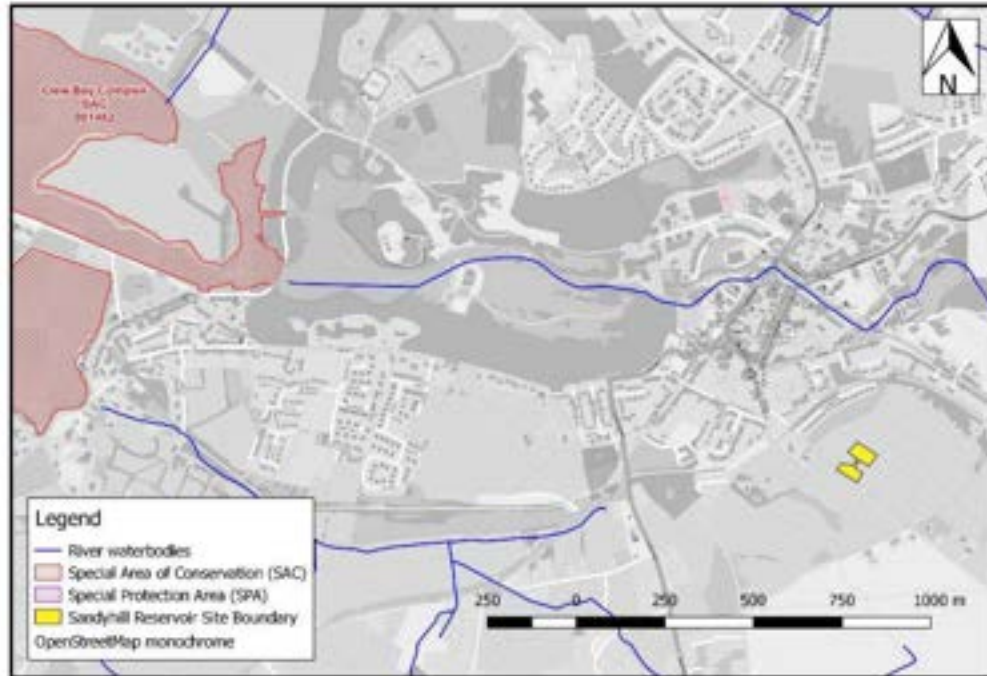 Clew Bay Complex
SAC
001482
N
Legend
River waterbodies
Special Area of Conservation (SAC)
Special Protection Area (SPA)
Sandyhill Reservoir Site Boundary
OpenStreetMap monochrome
250 0 250 500 750 1000 m